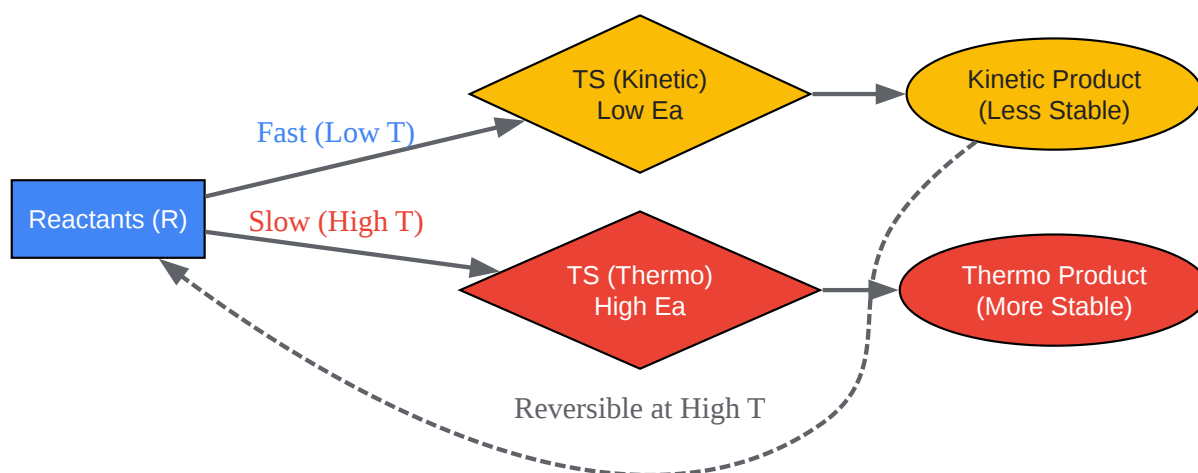 Reactants (R)
Fast (Low T)
TS (Kinetic)
Low Ea
Kinetic Product
(Less Stable)
Slow (High T)
TS (Thermo)
High Ea
Thermo Product
(More Stable)
Reversible at High T